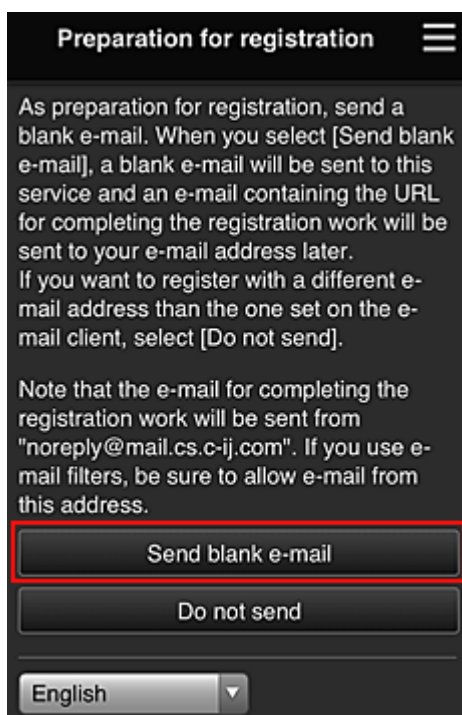 Preparation for registration
As preparation for registration, send a
blank e-mail. When you select [Send blank
e-mail], a blank e-mail will be sent to this
service and an e-mail containing the URL
for completing the registration work will be
sent to your e-mail address later.
If you want to register with a different e-
mail address than the one set on the e-
mail client, select [Do not send].
Note that the e-mail for completing the
registration work will be sent from
"noreply@mail.cs.c-ij.com". If you use e-
mail filters, be sure to allow e-mail from
this address.
Send blank e-mail
Do not send
English